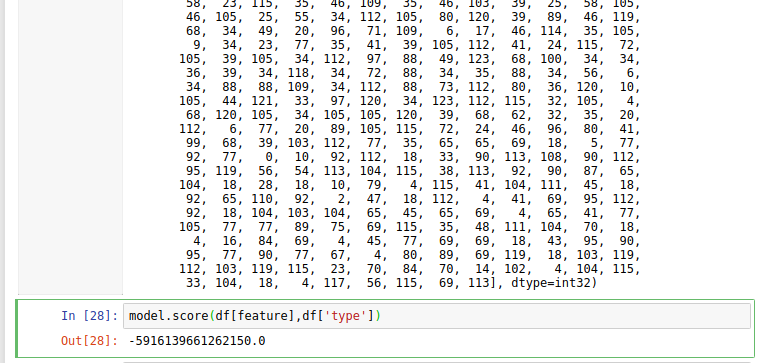 58, 23, 115, 35, 46, 109, 35, 46, 103, 39, 25, 58, 105,
46, 105, 25, 55, 34, 112, 105, 80, 120, 39, 89, 46, 119,
68, 34, 49, 20, 96, 71, 109, 6, 17, 46, 114, 35, 105,
9, 34, 23, 77, 35, 41, 39, 105, 112, 41, 24, 115, 72,
105, 39, 105, 34, 112, 97, 88, 49, 123, 68, 100, 34, 34,
36, 39, 34, 118, 34, 72, 88, 34, 35, 88, 34, 56, 6,
34, 88, 88, 109, 34, 112, 88, 73, 112, 80, 36, 120, 10,
105, 44, 121, 33, 97, 120, 34, 123, 112, 115, 32, 105, 4,
68, 120, 105, 34, 105, 105, 120, 39, 68, 62, 32, 35, 20,
112, 6, 77, 20, 89, 105, 115, 72, 24, 46, 96, 80, 41,
99, 68, 39, 103, 112, 77, 35, 65, 65, 69, 18, 5, 77,
92, 77, 0, 10, 92, 112, 18, 33, 90, 113, 108, 90, 112,
95, 119, 56, 54, 113, 104, 115, 38, 113, 92, 90, 87, 65,
104, 18, 28, 18, 10, 79, 4, 115, 41, 104, 111, 45, 18,
92, 65, 110, 92, 2, 47, 18, 112, 4, 41, 69, 95, 112,
92, 18, 104, 103, 104, 65, 45, 65, 69, 4, 65, 41, 77,
105, 77, 77, 89, 75, 69, 115, 35, 48, 111, 104, 70, 18,
4, 16, 84, 69, 4, 45, 77, 69, 69, 18, 43, 95, 90,
95, 77, 90, 77, 67, 4, 80, 89, 69, 119, 18, 103, 119,
112, 103, 119, 115, 23, 70, 84, 70, 14, 102, 4, 104, 115,
33, 104, 18, 4, 117, 56, 115, 69, 113], dtype=int32)
In [28]: model.score(df[feature],df['type'])
Out[28]: -5916139661262150.0